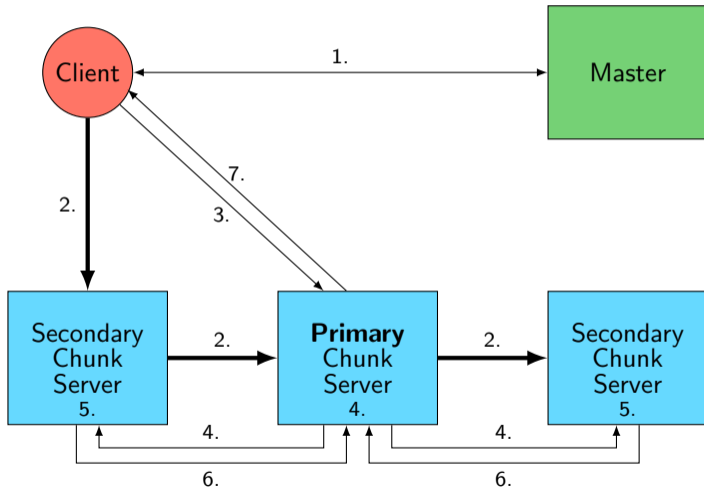 1.
Client
Master
7.
2.
3.
Secondary
Chunk
Server
5.
2.
Primary
Chunk
Server
4.
2.
Secondary
Chunk
Server
5.
4.
4.
6.
6.